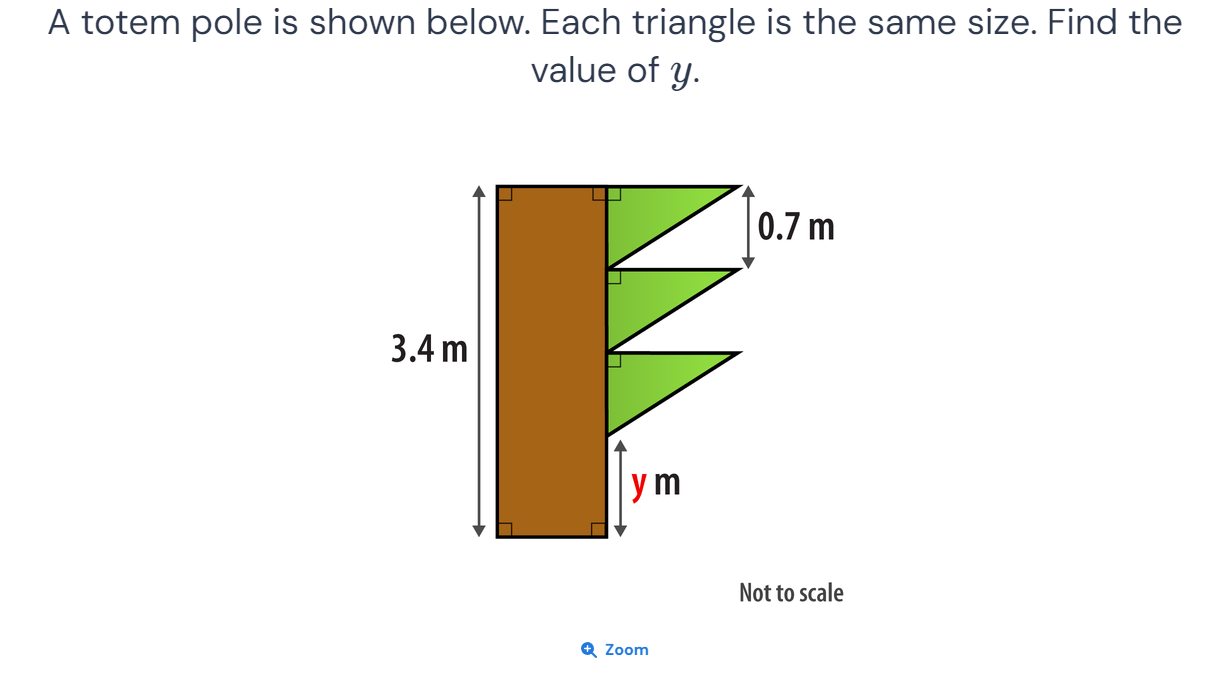 A totem pole is shown below. Each triangle is the same size. Find the
value of y.
0.7 m
3.4 m
y m
Not to scale
Zoom